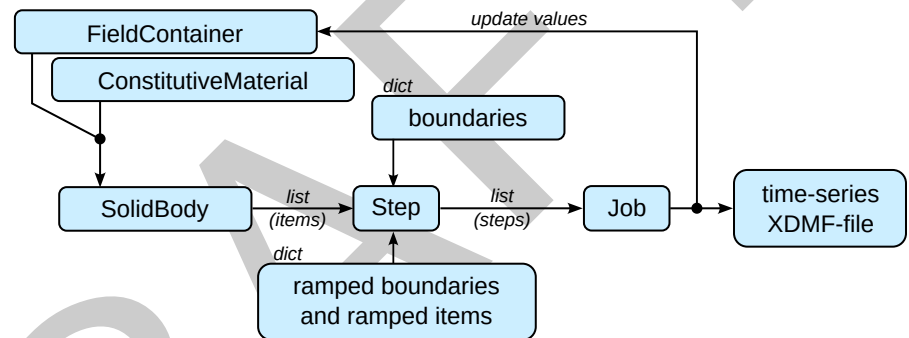 update values
FieldContainer
ConstitutiveMaterial
dict
boundaries
SolidBody
list
(items)
Step
list
(steps)
Job
time-series
XDMF-file
dict
ramped boundaries
and ramped items